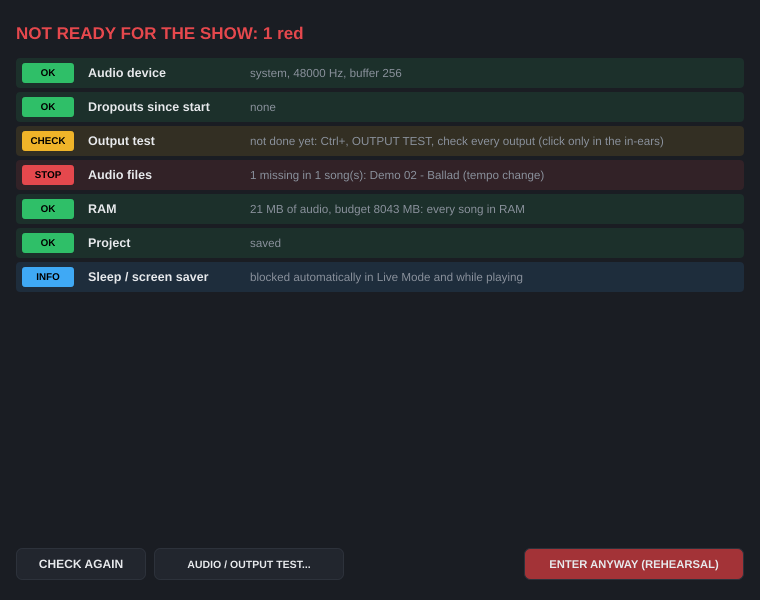 NOT READY FOR THE SHOW: 1 red
OK Audio device system, 48000 Hz, buffer 256
OK Dropouts since start none
CHECK Output test not done yet: Ctrl+, OUTPUT TEST, check every output (click only in the in-ears)
STOP Audio files 1 missing in 1 song(s): Demo 02 - Ballad (tempo change)
OK RAM 21 MB of audio, budget 8043 MB: every song in RAM
OK Project saved
INFO Sleep / screen saver blocked automatically in Live Mode and while playing
CHECK AGAIN AUDIO / OUTPUT TEST... ENTER ANYWAY (REHEARSAL)